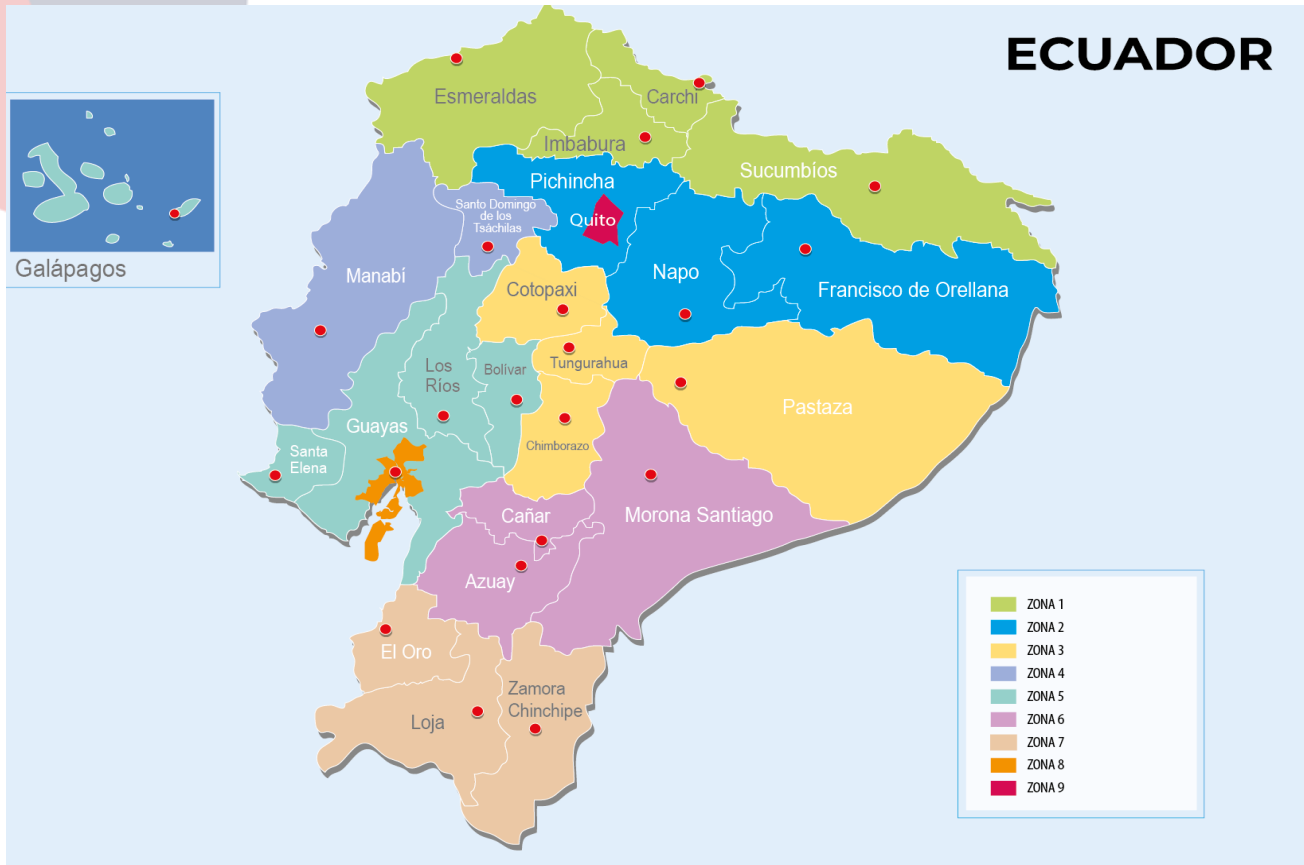 ECUADOR
Esmeraldas
Carchi
Imbabura
Sucumbíos
Pichincha
Santo Domingo
de los
Tsáchilas
Quito
Galápagos
Manabí
Napo
Francisco de Orellana
Cotopaxi
Los
Ríos
Bolívar
Tungurahua
Pastaza
Guayas
Chimborazo
Santa
Elena
Cañar
Morona Santiago
Azuay
El Oro
Zamora
Chinchipe
Loja
ZONA 1
ZONA 2
ZONA 3
ZONA 4
ZONA 5
ZONA 6
ZONA 7
ZONA 8
ZONA 9